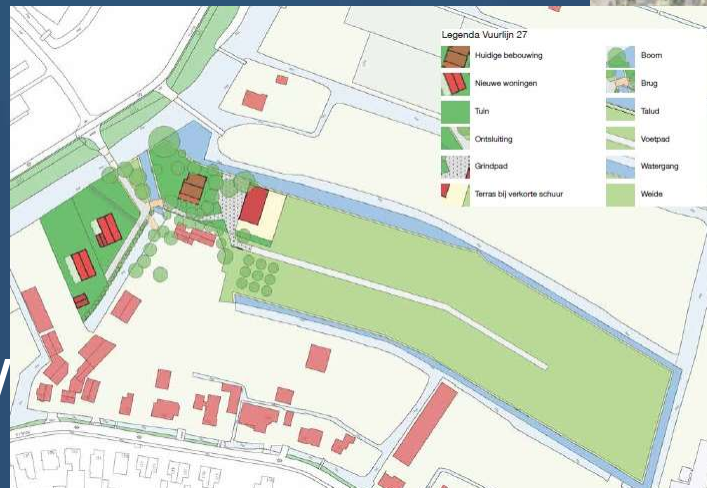 Legenda Vuurlijn 27
Huidige bebouwing
Nieuwe woningen
Tuin
Ontsluiting
Grindpad
Terras bij verkorte schuur
Boom
Brug
Talud
Voetpad
Watergang
Weide